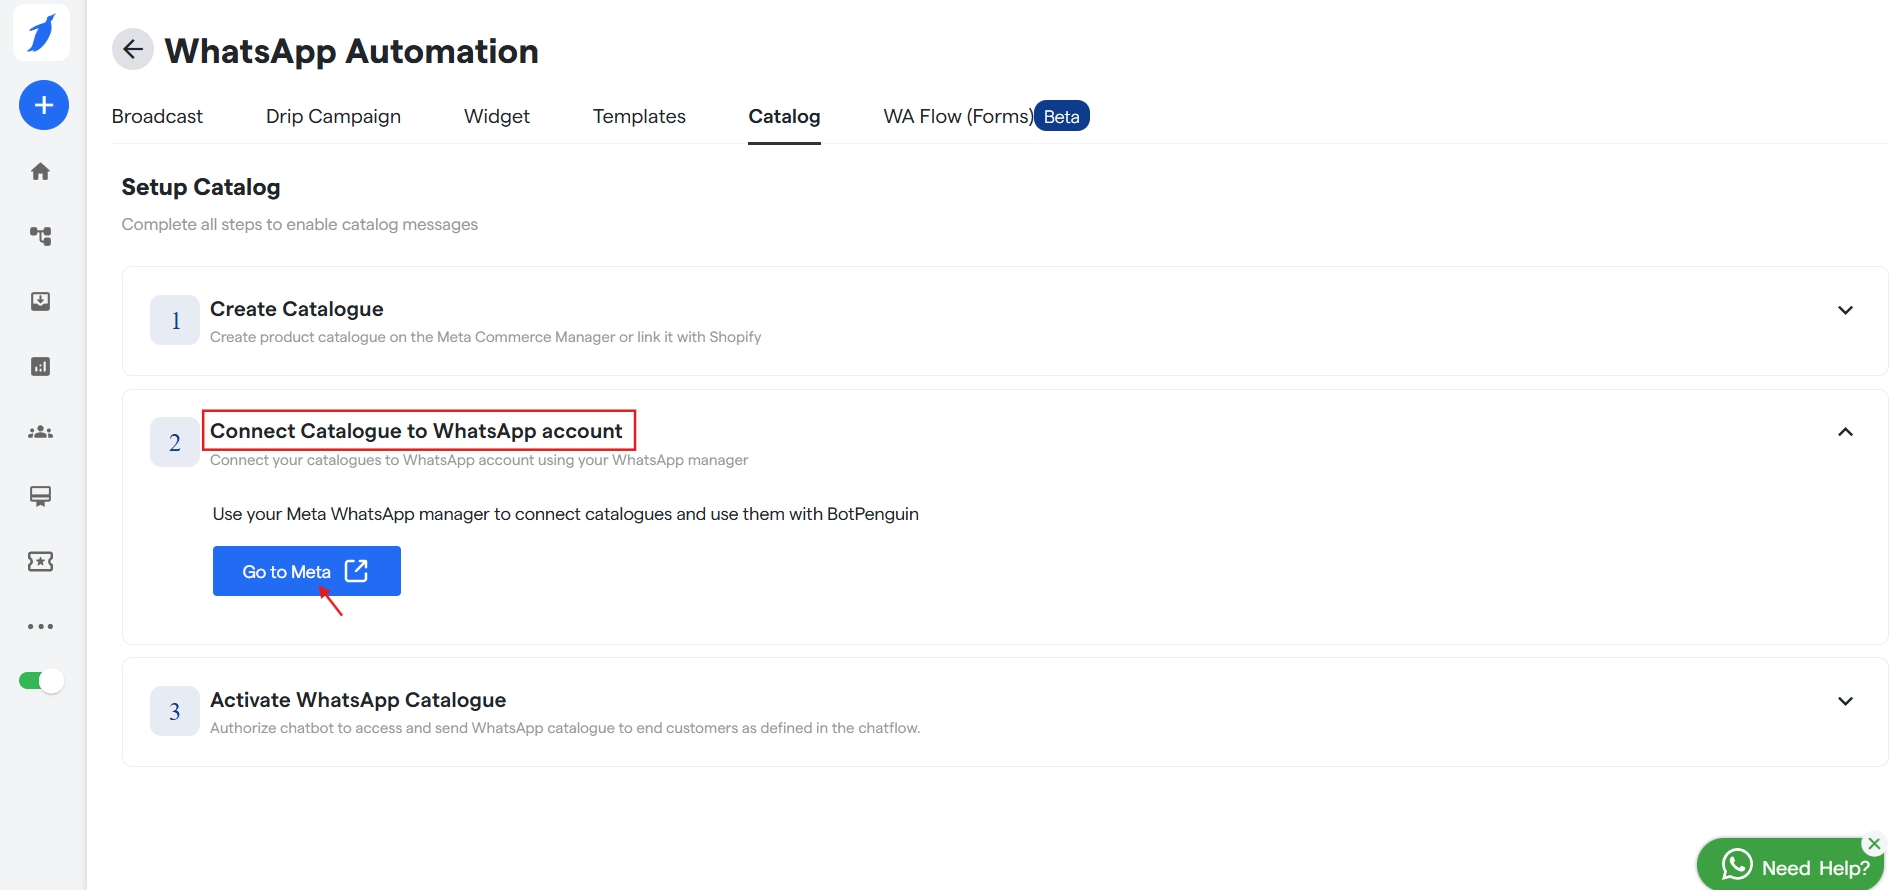 WhatsApp Automation
Broadcast Drip Campaign Widget Templates Catalog WA Flow (Forms) Beta
Setup Catalog
Complete all steps to enable catalog messages
1
Create Catalogue
Create product catalogue on the Meta Commerce Manager or link it with Shopify
2
Connect Catalogue to WhatsApp account
Connect your catalogues to WhatsApp account using your WhatsApp manager
Use your Meta WhatsApp manager to connect catalogues and use them with BotPenguin
Go to Meta
3
Activate WhatsApp Catalogue
Authorize chatbot to access and send WhatsApp catalogue to end customers as defined in the chatflow.
Need Help?